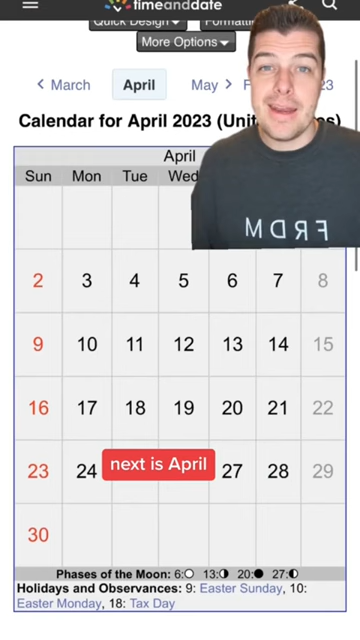 timeanddate
Quick Design
More Options
March
April
May
Calendar for April 2023 (Unit
April
Sun Mon Tue Wed
FRDM
2 3 4 5 6 7 8
9 10 11 12 13 14 15
16 17 18 19 20 21 22
23 24 27 28 29
next is April
30
Phases of the Moon: 6: 13: 20: 27:
Holidays and Observances: 9: Easter Sunday, 10:
Easter Monday, 18: Tax Day